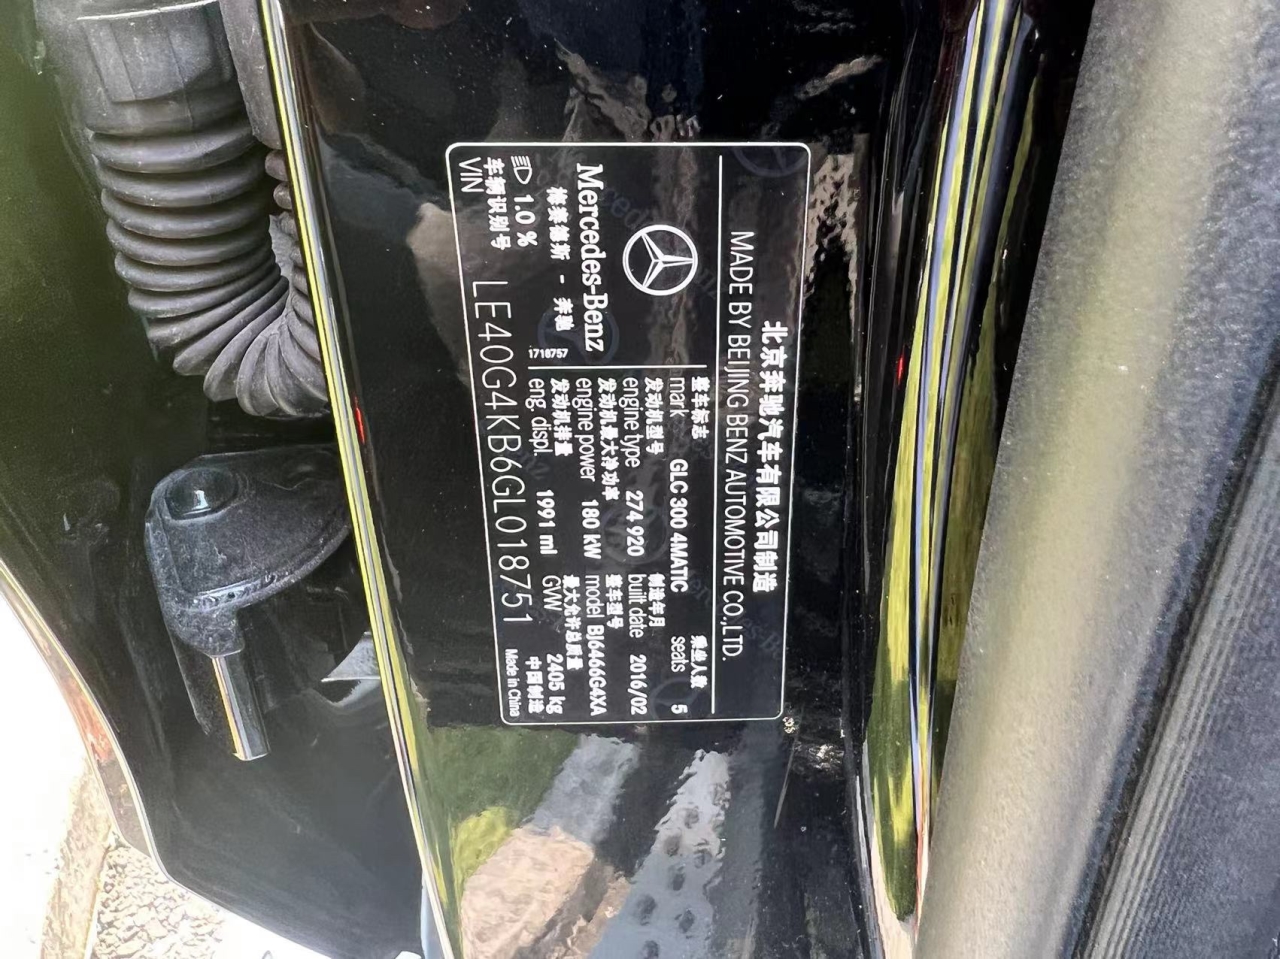 北京奔驰汽车有限公司制造
MADE BY BEIJING BENZ AUTOMOTIVE CO.,LTD.
Mercedes-Benz
梅赛德斯 - 奔驰
1718757
1.0 %
整车标志
mark GLC 300 4MATIC
乘坐人数
seats 5
发动机型号
engine type 274 920
制造年月
built date 2016/02
发动机最大净功率
engine power 180 kW
整车型号
model BJ6466G4XA
发动机排量
eng. displ. 1991 ml
最大允许总质量
GVW 2405 kg
车辆识别号
VIN LE40G4KB6GL018751
中国制造
Made in China